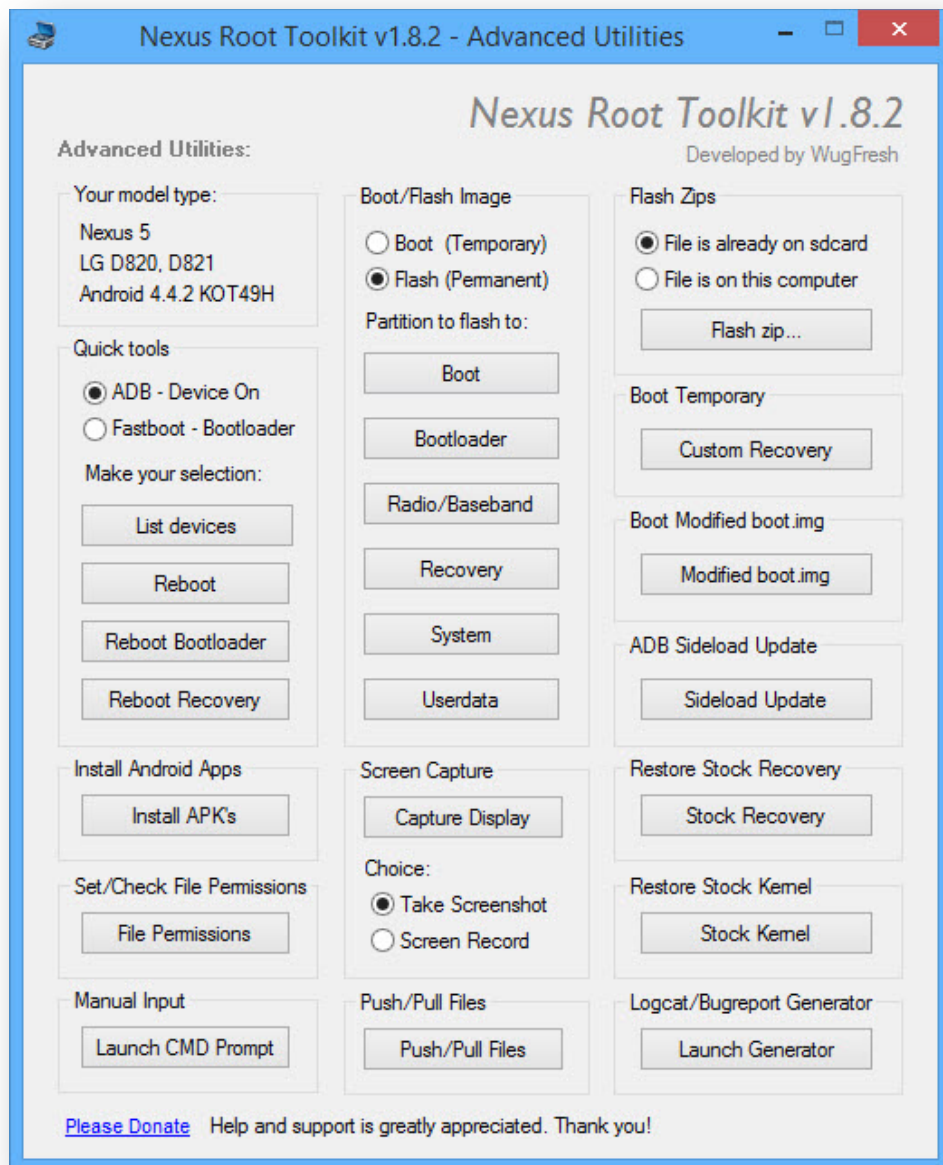 Nexus Root Toolkit v1.8.2 - Advanced Utilities
Nexus Root Toolkit v1.8.2
Developed by WugFresh
Advanced Utilities:
Your model type:
Nexus 5
LG D820, D821
Android 4.4.2 KOT49H
Quick tools
ADB - Device On
Fastboot - Bootloader
Make your selection:
List devices
Reboot
Reboot Bootloader
Reboot Recovery
Install Android Apps
Install APK's
Set/Check File Permissions
File Permissions
Manual Input
Launch CMD Prompt
Boot/Flash Image
Boot (Temporary)
Flash (Permanent)
Partition to flash to:
Boot
Bootloader
Radio/Baseband
Recovery
System
Userdata
Screen Capture
Capture Display
Choice:
Take Screenshot
Screen Record
Push/Pull Files
Push/Pull Files
Flash Zips
File is already on sdcard
File is on this computer
Flash zip...
Boot Temporary
Custom Recovery
Boot Modified boot.img
Modified boot.img
ADB Sideload Update
Sideload Update
Restore Stock Recovery
Stock Recovery
Restore Stock Kernel
Stock Kernel
Logcat/Bugreport Generator
Launch Generator
Please Donate Help and support is greatly appreciated. Thank you!